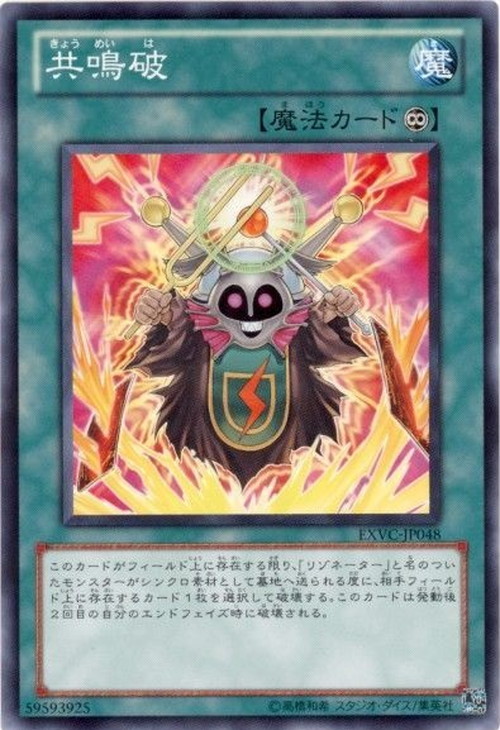 きょう めい は
共鳴破
魔
ま ほう
【魔法カード】
EXVC-JP048
このカードがフィールド上に存在する限り、「リゾネーター」と名のつい
たモンスターがシンクロ素材として墓地へ送られる度に、相手フィール
ド上に存在するカード1枚を選択して破壊する。このカードは発動後
2回目の自分のエンドフェイズ時に破壊される。
59593925
©高橋和希 スタジオ・ダイス/集英社